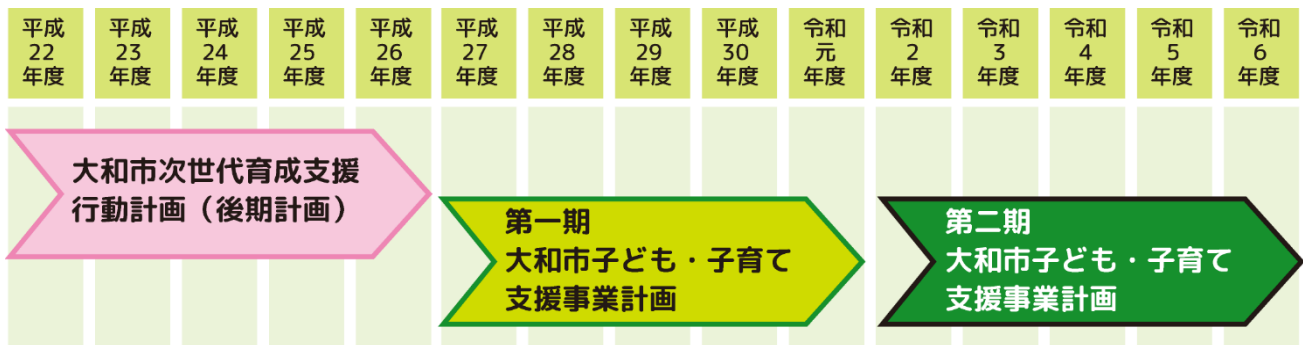 平成
22
年度
平成
23
年度
平成
24
年度
平成
25
年度
平成
26
年度
平成
27
年度
平成
28
年度
平成
29
年度
平成
30
年度
令和
元
年度
令和
2
年度
令和
3
年度
令和
4
年度
令和
5
年度
令和
6
年度
大和市次世代育成支援
行動計画（後期計画）
第一期
大和市子ども・子育て
支援事業計画
第二期
大和市子ども・子育て
支援事業計画